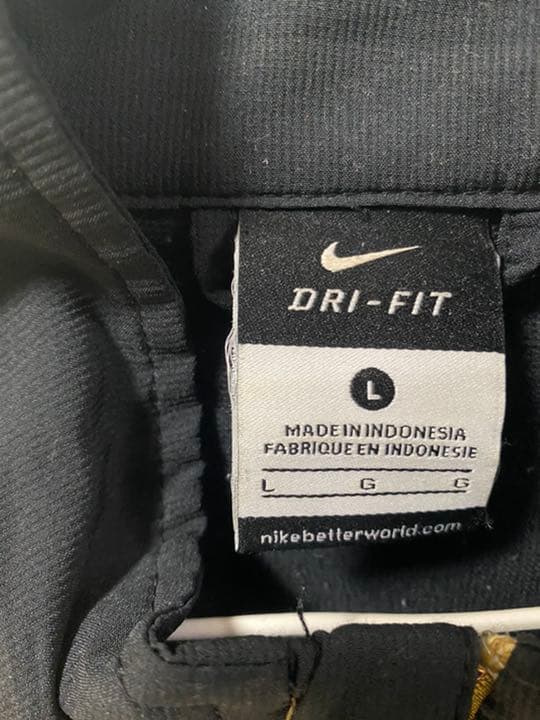 DRI-FIT
L
MADE IN INDONESIA
FABRIQUE EN INDONESIE
L G G
nikebetterworld.com